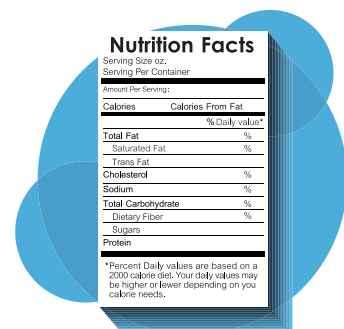 Nutrition Facts
Serving Size oz.
Serving Per Container
Amount Per Serving:
Calories Calories From Fat
% Daily value*
Total Fat %
Saturated Fat %
Trans Fat
Cholesterol %
Sodium %
Total Carbohydrate %
Dietary Fiber %
Sugars
Protein
*Percent Daily values are based on a
2000 calorie diet. Your daily values may
be higher or lewer depending on you
calorie needs.